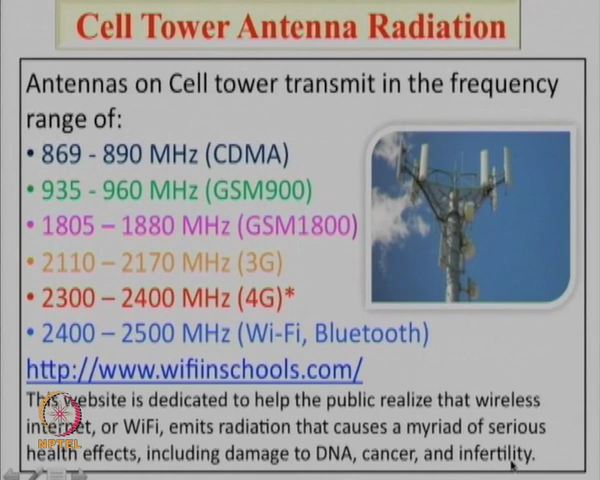 Cell Tower Antenna Radiation
Antennas on Cell tower transmit in the frequency
range of:
• 869 - 890 MHz (CDMA)
• 935 - 960 MHz (GSM900)
• 1805 – 1880 MHz (GSM1800)
• 2110 – 2170 MHz (3G)
• 2300 – 2400 MHz (4G)*
• 2400 – 2500 MHz (Wi-Fi, Bluetooth)
http://www.wifiinschools.com/
This website is dedicated to help the public realize that wireless
internet, or WiFi, emits radiation that causes a myriad of serious
health effects, including damage to DNA, cancer, and infertility.
NPTEL